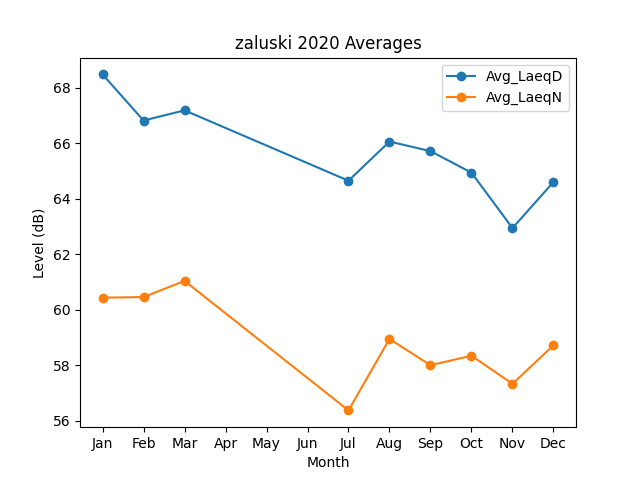 zaluski 2020 Averages
Avg_LaeqD
Avg_LaeqN
Level (dB)
68
66
64
62
60
58
56
Jan Feb Mar Apr May Jun Jul Aug Sep Oct Nov Dec
Month